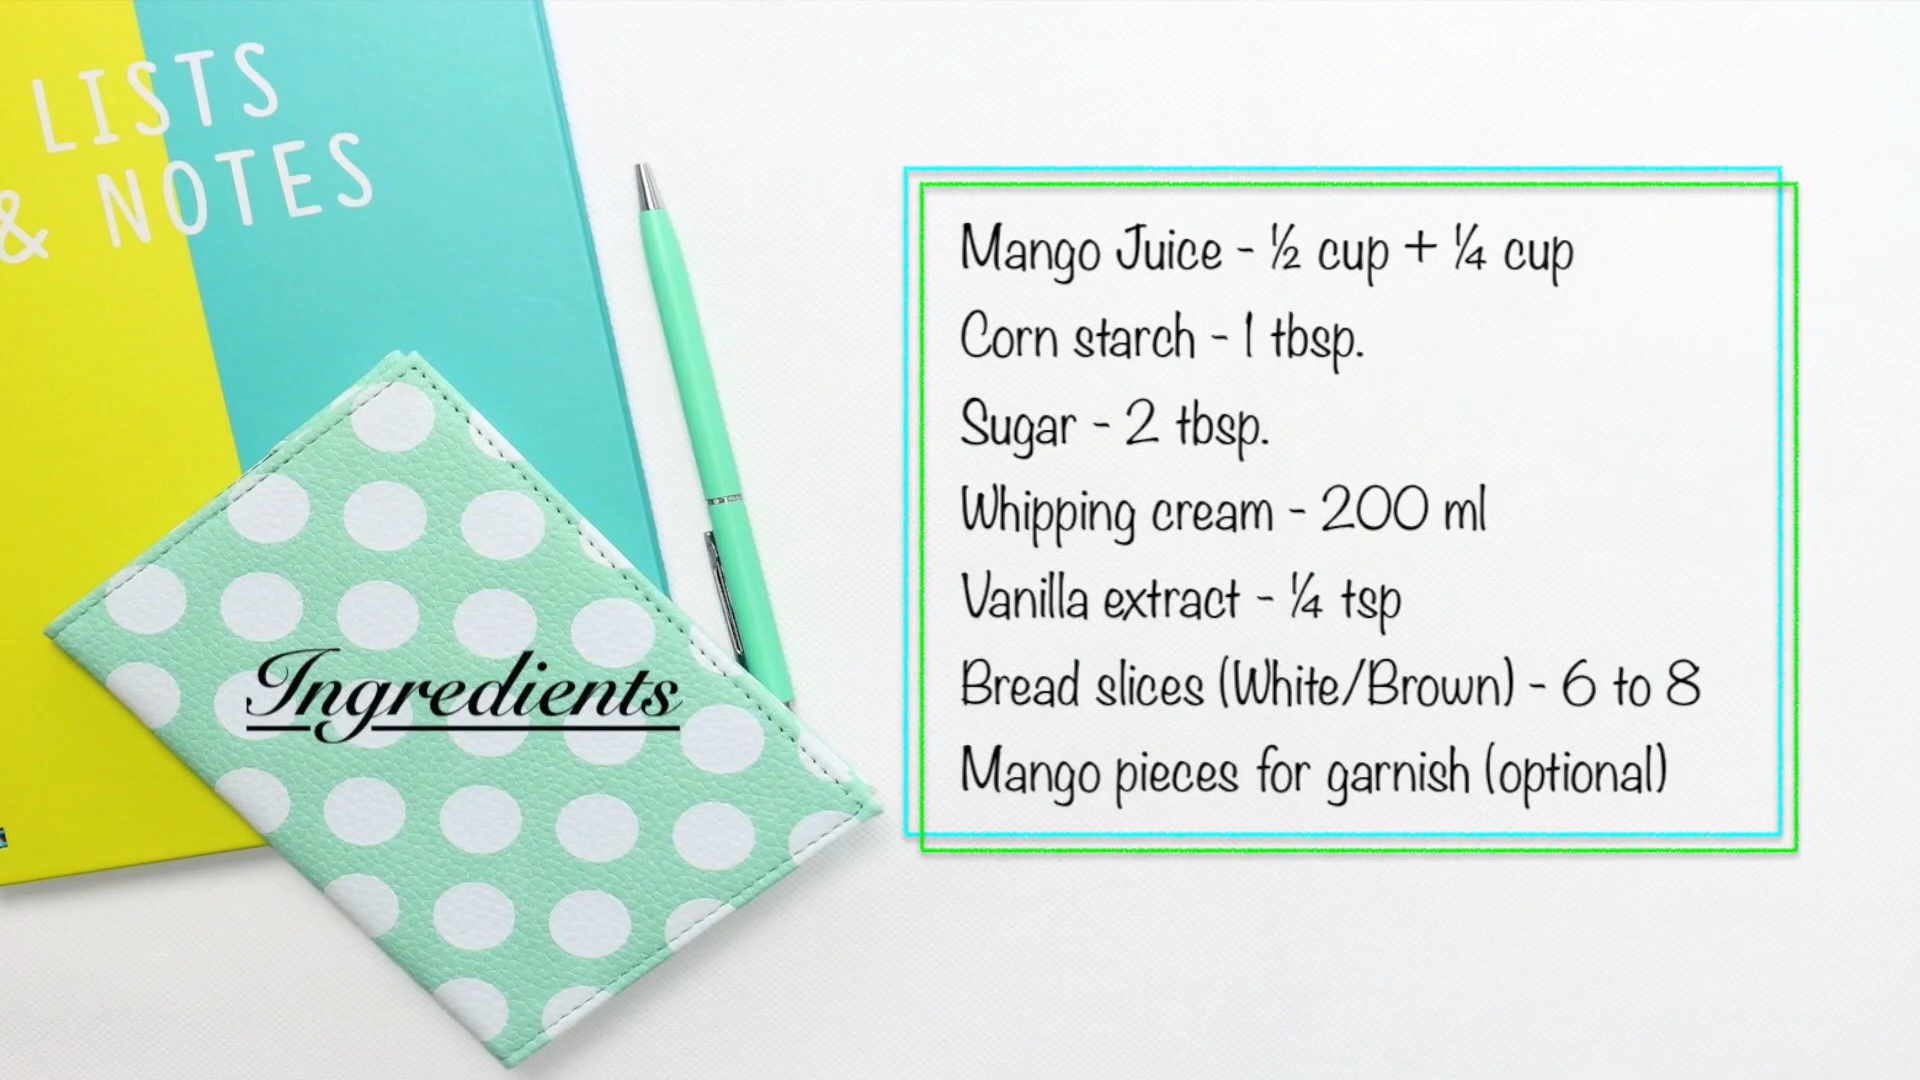 LISTS
& NOTES
Ingredients
Mango Juice - ½ cup + ¼ cup
Corn starch - 1 tbsp.
Sugar - 2 tbsp.
Whipping cream - 200 ml
Vanilla extract - ¼ tsp
Bread slices (White/Brown) - 6 to 8
Mango pieces for garnish (optional)